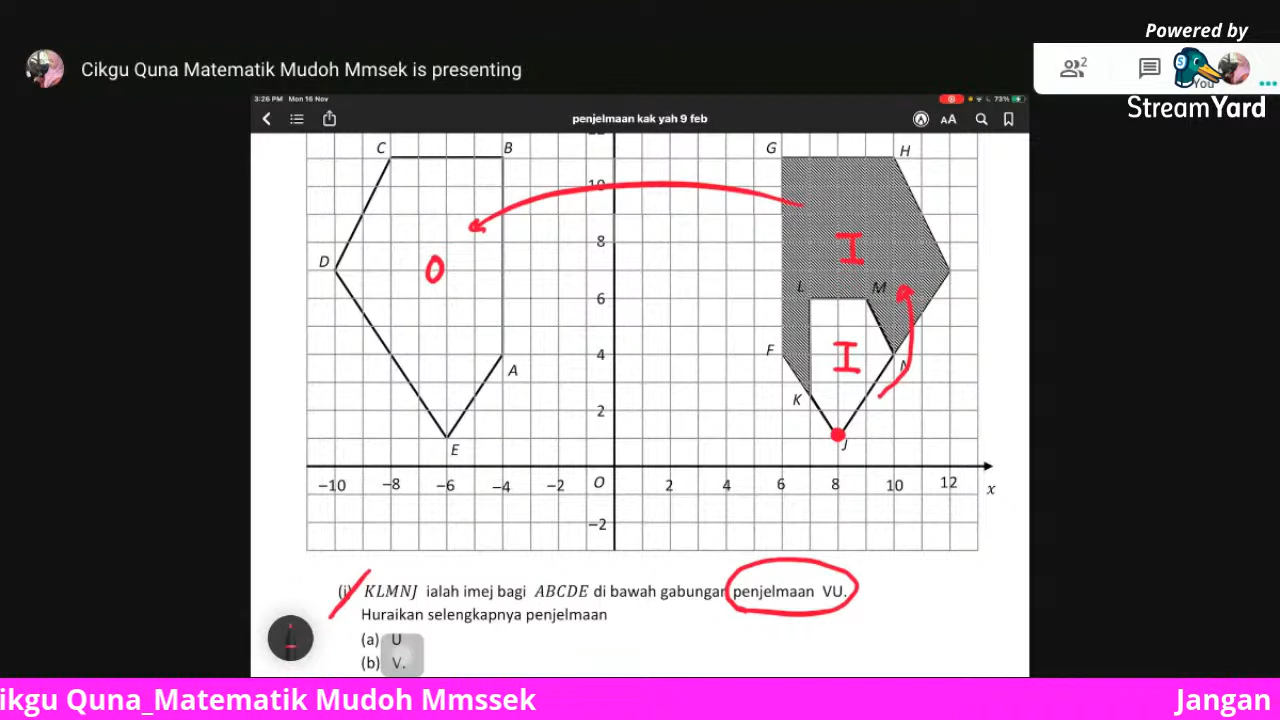 Powered by
Cikgu Quna Matematik Mudoh Mmsek is presenting
2
You
StreamYard
3:26 PM Mon 16 Nov
73%
penjelmaan kak yah 9 feb
AA
C B G H
10
8
D O I
6 L M
4 F I N
A
2 K
E J
−10 −8 −6 −4 −2 O 2 4 6 8 10 12 x
−2
(i) KLMNJ ialah imej bagi ABCDE di bawah gabungan penjelmaan VU.
Huraikan selengkapnya penjelmaan
(a) U
(b) V.
ikgu Quna_Matematik Mudoh Mmssek Jangan